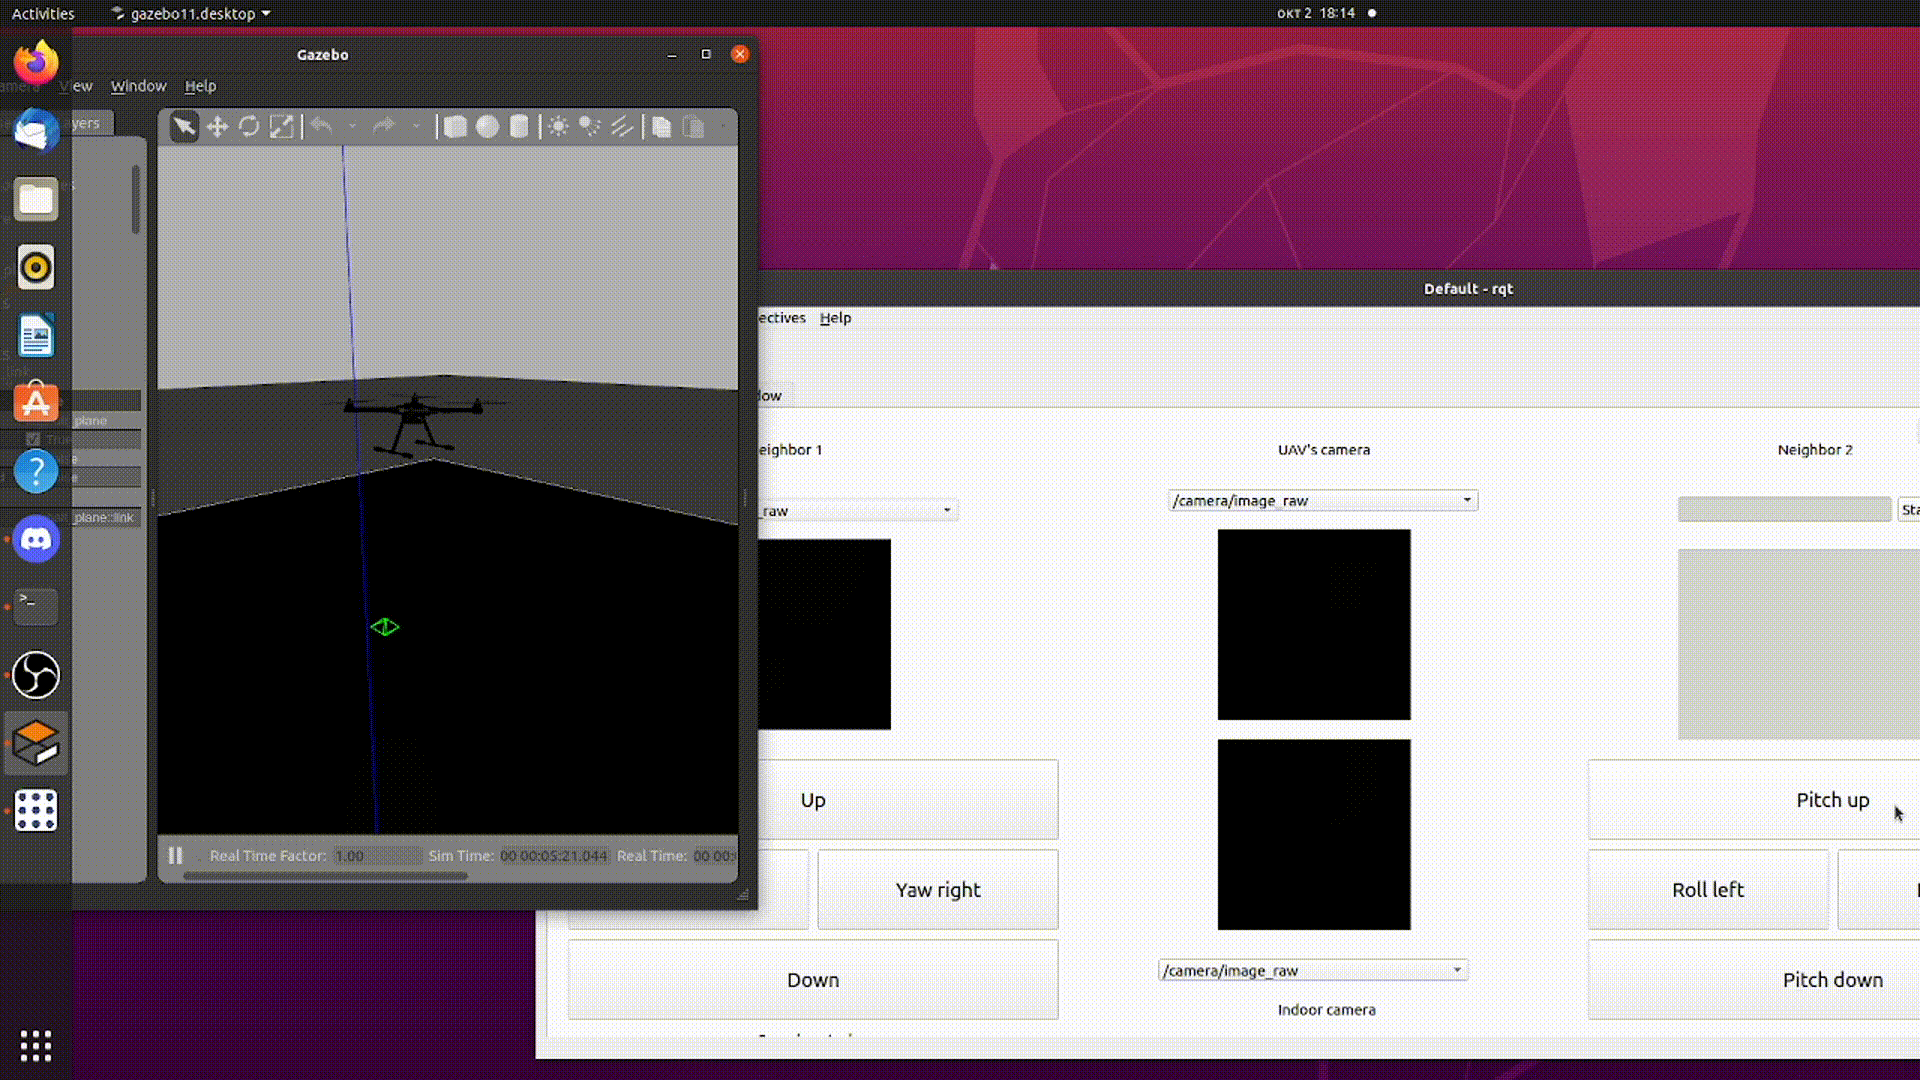 Activities
gazebo11.desktop
окт 2 18:14
Gazebo
View
Window
Help
yers
plane
True
plane::link
Real Time Factor:
1.00
Sim Time:
00 00:05:21.044
Real Time:
00 00:
Default - rqt
ectives
Help
dow
eighbor 1
UAV's camera
Neighbor 2
_raw
/camera/image_raw
Sta
Up
Pitch up
Yaw right
Roll left
Down
/camera/image_raw
Pitch down
Indoor camera